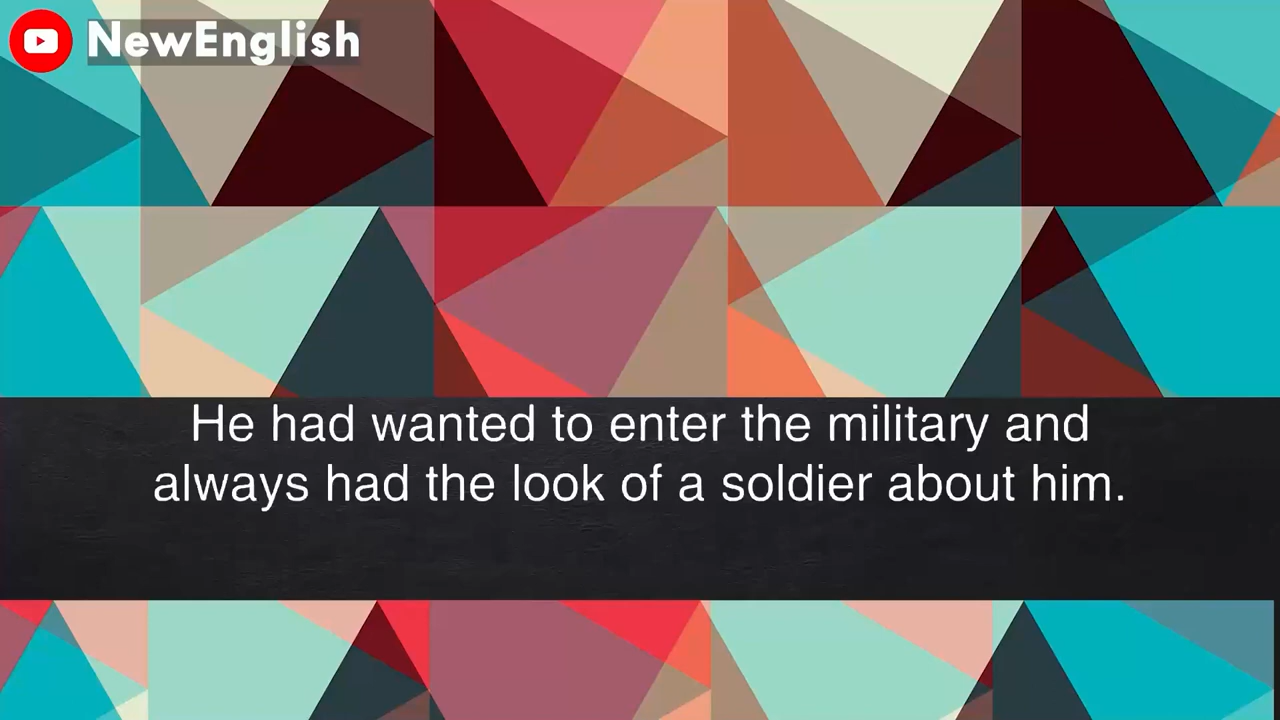 NewEnglish
He had wanted to enter the military and
always had the look of a soldier about him.